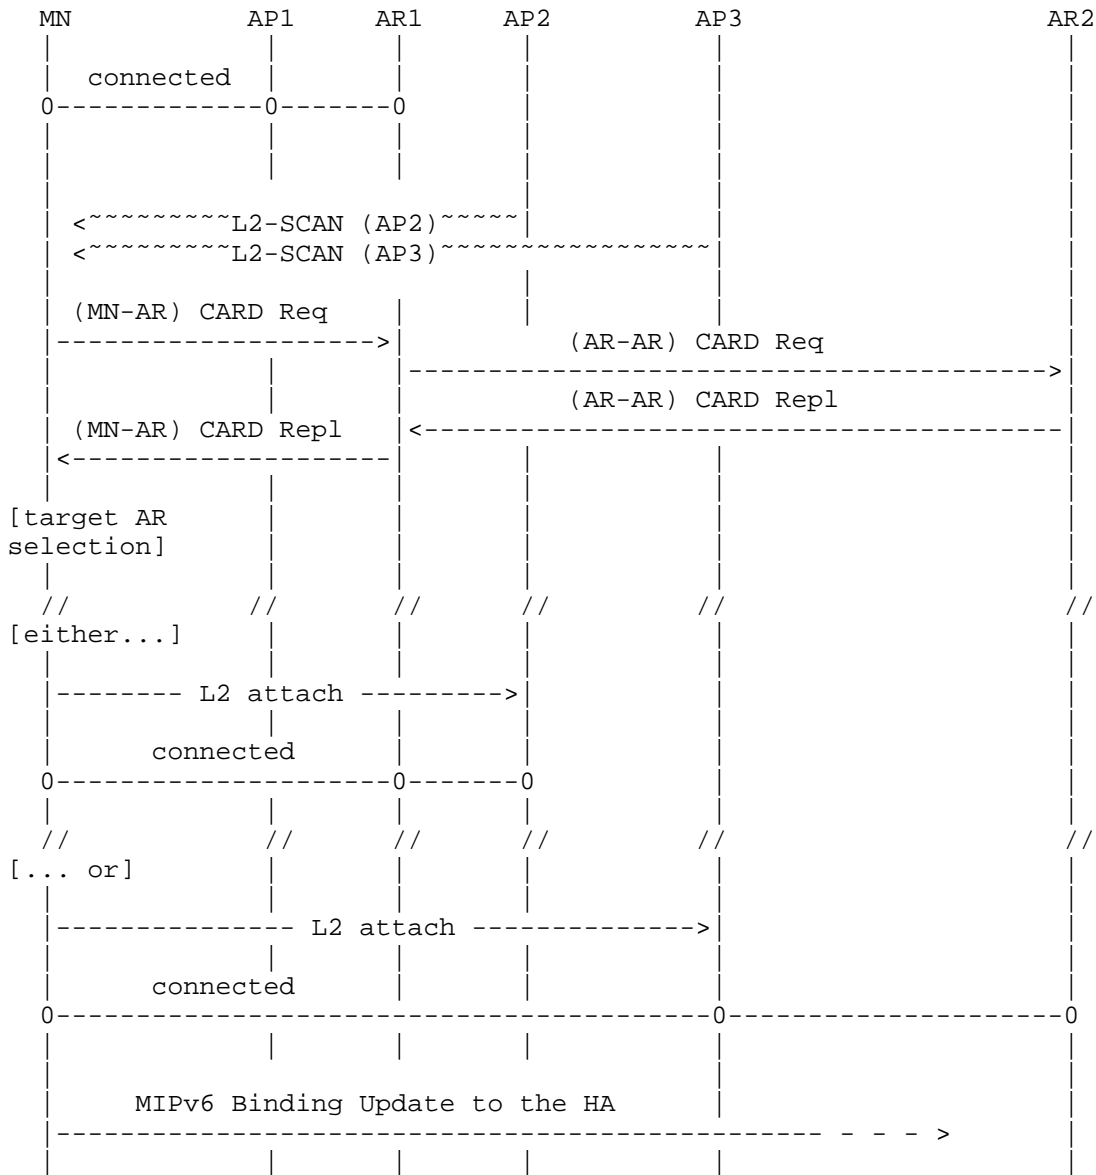 MN AP1 AR1 AP2 AP3 AR2
connected
L2-SCAN (AP2)
L2-SCAN (AP3)
(MN-AR) CARD Req
(AR-AR) CARD Req
(AR-AR) CARD Repl
(MN-AR) CARD Repl
[target AR
selection]
[either...]
L2 attach
connected
[... or]
L2 attach
connected
MIPv6 Binding Update to the HA